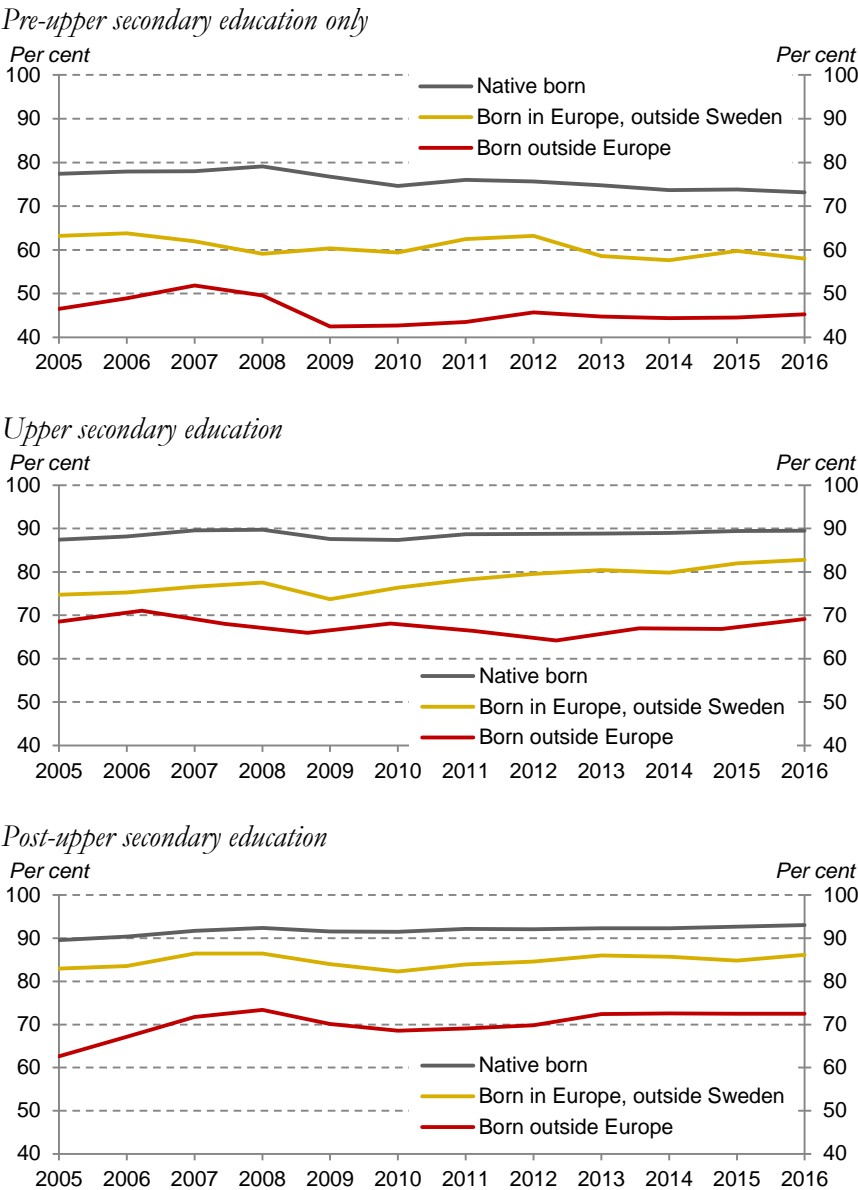 Pre-upper secondary education only
Per cent Per cent
100 100
Native born
90 90
Born in Europe, outside Sweden
80 80
Born outside Europe
70 70
60 60
50 50
40 40
2005 2006 2007 2008 2009 2010 2011 2012 2013 2014 2015 2016
Upper secondary education
Per cent Per cent
100 100
90 90
80 80
70 70
60 60
Native born
50 50
Born in Europe, outside Sweden
40 40
Born outside Europe
2005 2006 2007 2008 2009 2010 2011 2012 2013 2014 2015 2016
Post-upper secondary education
Per cent Per cent
100 100
90 90
80 80
70 70
60 60
Native born
50 50
Born in Europe, outside Sweden
Born outside Europe
40 40
2005 2006 2007 2008 2009 2010 2011 2012 2013 2014 2015 2016